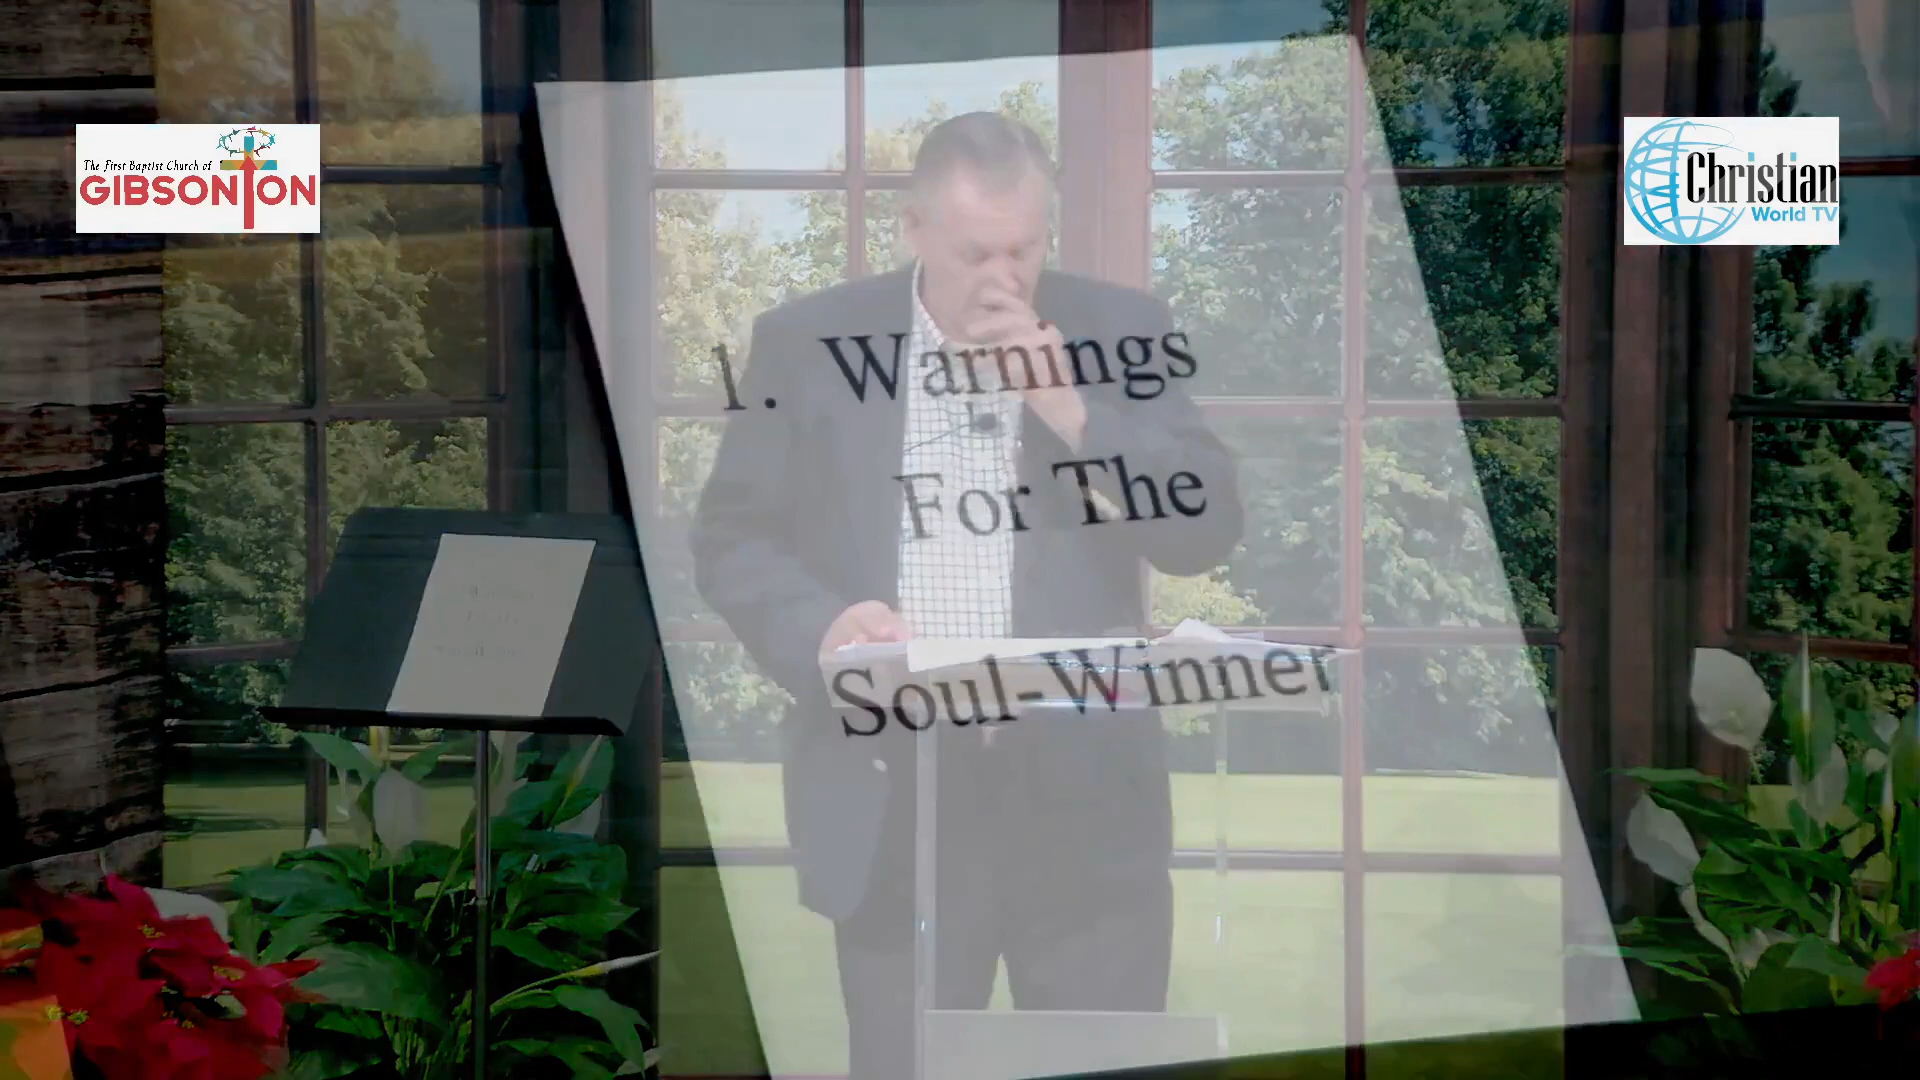 The First Baptist Church of
GIBSONTON
Christian
World TV
1. Warnings
For The
Soul-Winner